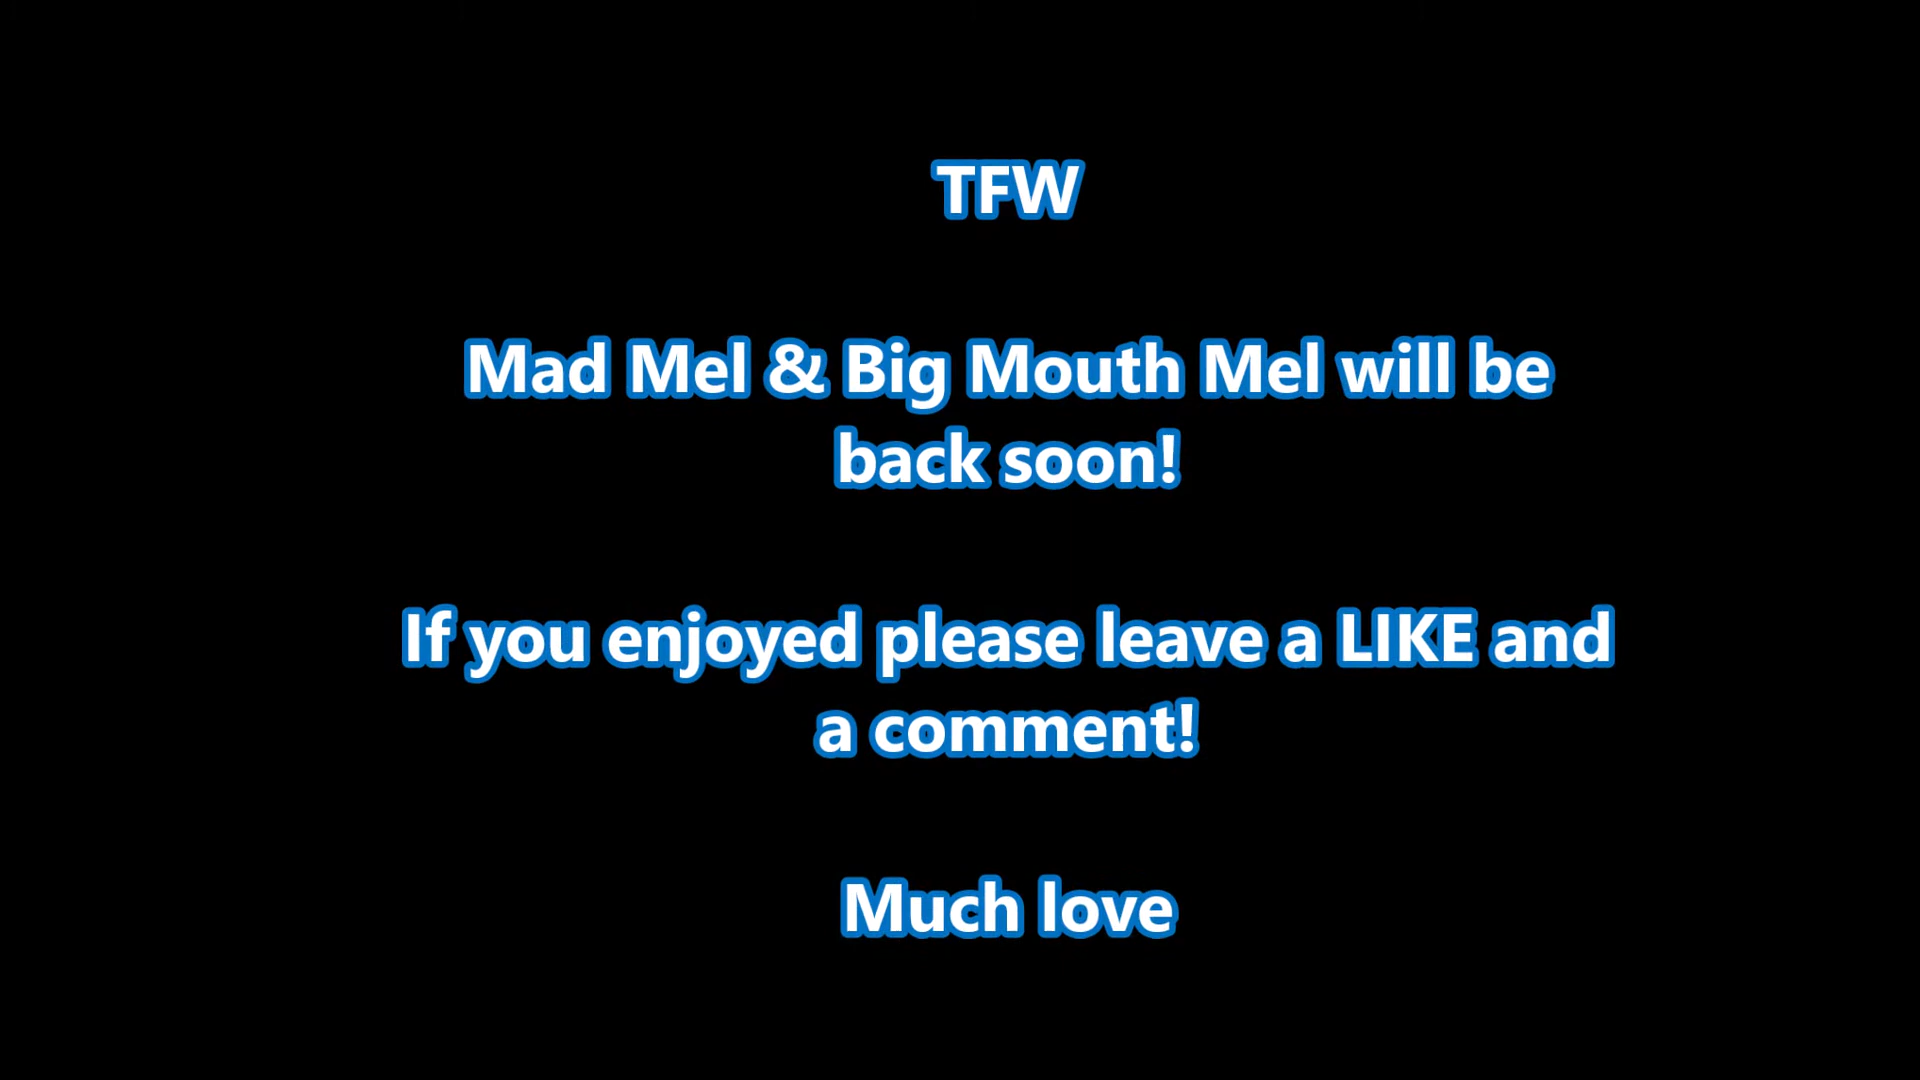 TFW
Mad Mel & Big Mouth Mel will be
back soon!
If you enjoyed please leave a LIKE and
a comment!
Much love